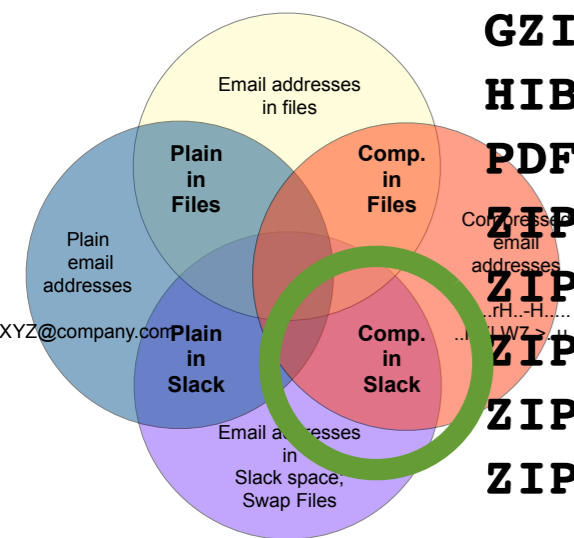 Email addresses
in files
Plain
in
Files
Comp.
in
Files
Plain
email
addresses
XYZ@company.com
Compressed
email
addresses
..rH..-H.....
Plain
in
Slack
Comp.
in
Slack
Email addresses
in
Slack space,
Swap Files
GZI
HIB
PDF
ZIP
ZIP
ZIP
ZIP
ZIP